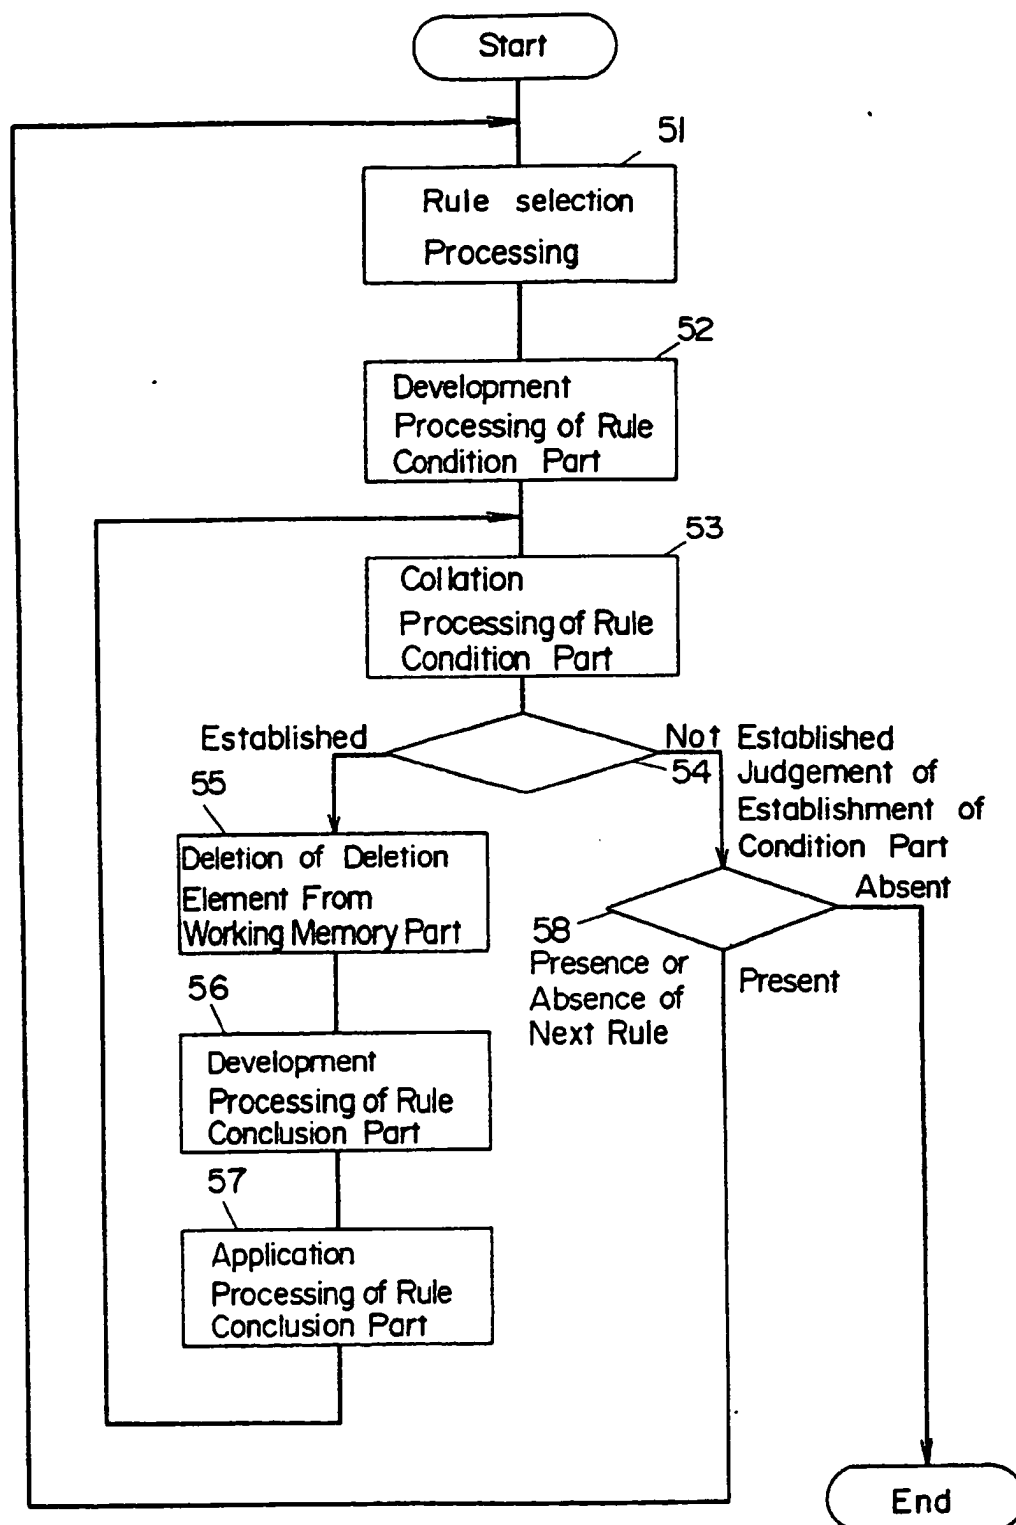 Start
51
Rule selection
Processing
52
Development
Processing of Rule
Condition Part
53
Collation
Processing of Rule
Condition Part
Established
Not Established
54
Judgement of
Establishment of
Condition Part
55
Deletion of Deletion
Element From
Working Memory Part
Absent
58
Presence or
Absence of
Next Rule
Present
56
Development
Processing of Rule
Conclusion Part
57
Application
Processing of Rule
Conclusion Part
End